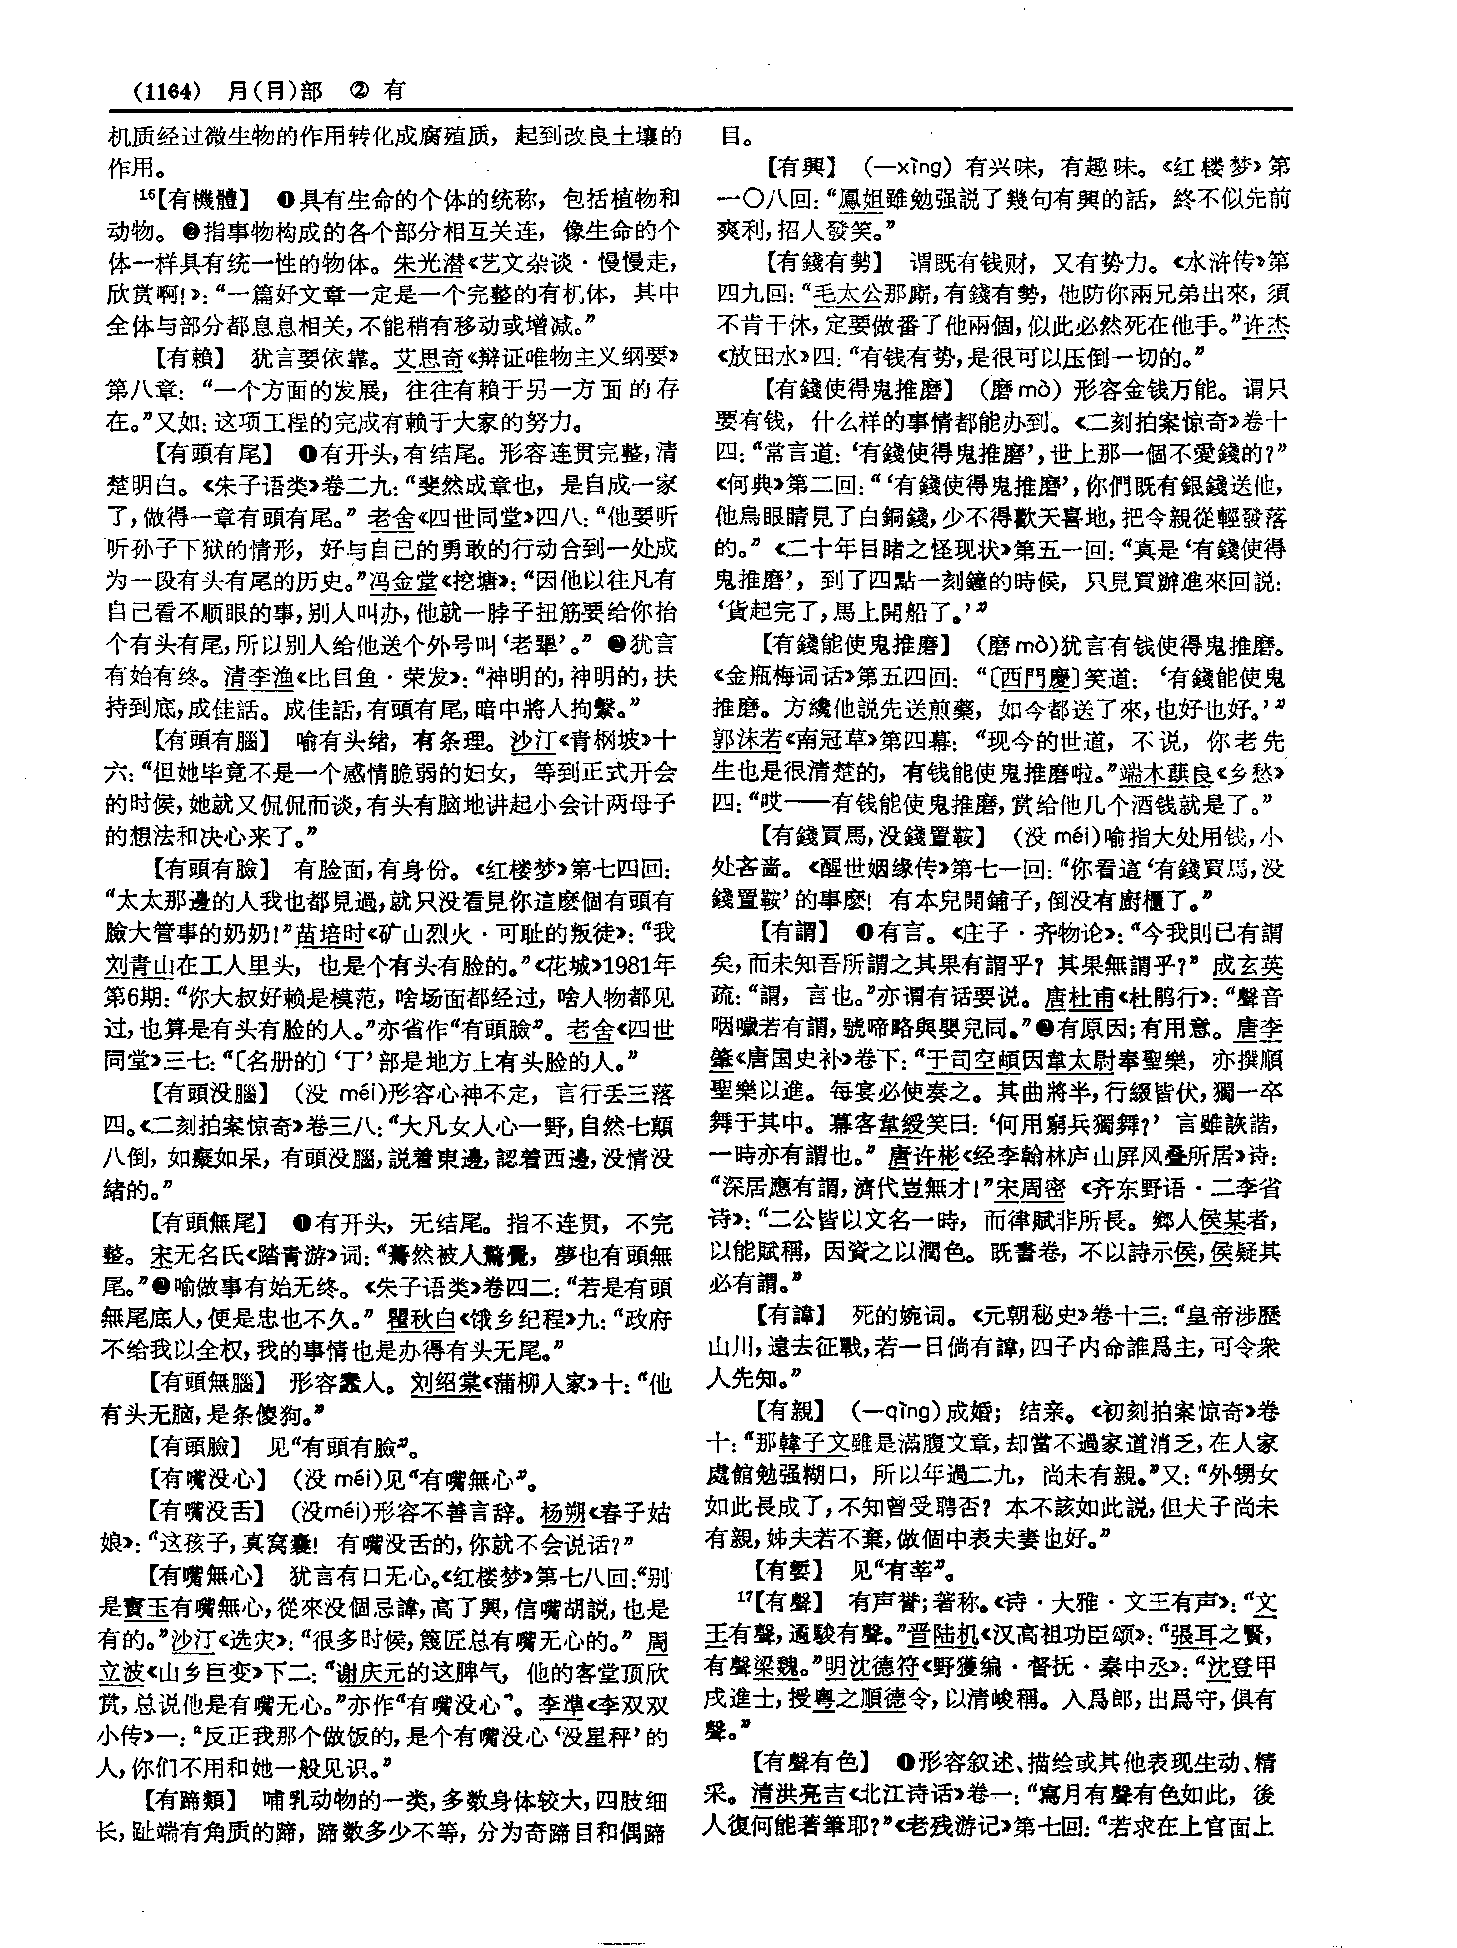 (1164) 月(月)部 ② 有
机质经过微生物的作用转化成腐殖质，起到改良土壤的
作用。
¹⁶【有機體】 ❶具有生命的个体的统称，包括植物和
动物。❷指事物构成的各个部分相互关连，像生命的个
体一样具有统一性的物体。朱光潜《艺文杂谈·慢慢走，
欣赏啊！》：“一篇好文章一定是一个完整的有机体，其中
全体与部分都息息相关，不能稍有移动或增减。”
【有賴】 犹言要依靠。艾思奇《辩证唯物主义纲要》
第八章：“一个方面的发展，往往有赖于另一方面的存
在。”又如：这项工程的完成有赖于大家的努力。
【有頭有尾】 ❶有开头，有结尾。形容连贯完整，清
楚明白。《朱子语类》卷二九：“斐然成章也，是自成一家
了，做得一章有頭有尾。”老舍《四世同堂》四八：“他要听
听孙子下狱的情形，好与自己的勇敢的行动合到一处成
为一段有头有尾的历史。”冯金堂《挖塘》：“因他以往凡有
自己看不顺眼的事，别人叫办，他就一脖子扭筋要给你抬
个有头有尾，所以别人给他送个外号叫‘老犟’。”❷犹言
有始有终。清李渔《比目鱼·荣发》：“神明的，神明的，扶
持到底，成佳話。成佳話，有頭有尾，暗中將人拘繫。”
【有頭有腦】 喻有头绪，有条理。沙汀《青㭎坡》十
六：“但她毕竟不是一个感情脆弱的妇女，等到正式开会
的时候，她就又侃侃而谈，有头有脑地讲起小会计两母子
的想法和决心来了。”
【有頭有臉】 有脸面，有身份。《红楼梦》第七四回：
“太太那邊的人我也都見過，就只没看見你這麽個有頭有
臉大管事的奶奶！”苗培时《矿山烈火·可耻的叛徒》：“我
刘青山在工人里头，也是个有头有脸的。”《花城》1981年
第6期：“你大叔好赖是模范，啥场面都经过，啥人物都见
过，也算是有头有脸的人。”亦省作“有頭臉”。老舍《四世
同堂》三七：“〔名册的〕‘丁’部是地方上有头脸的人。”
【有頭没腦】 (没 méi)形容心神不定，言行丢三落
四。《二刻拍案惊奇》卷三八：“大凡女人心一野，自然七顛
八倒，如癡如呆，有頭没腦，説着東邊，認着西邊，没情没
緒的。”
【有頭無尾】 ❶有开头，无结尾。指不连贯，不完
整。宋无名氏《踏青游》词：“驀然被人驚覺，夢也有頭無
尾。”❷喻做事有始无终。《朱子语类》卷四二：“若是有頭
無尾底人，便是忠也不久。”瞿秋白《饿乡纪程》九：“政府
不给我以全权，我的事情也是办得有头无尾。”
【有頭無腦】 形容蠢人。刘绍棠《蒲柳人家》十：“他
有头无脑，是条傻狗。”
【有頭臉】 见“有頭有臉”。
【有嘴没心】 (没 méi)见“有嘴無心”。
【有嘴没舌】 (没méi)形容不善言辞。杨朔《春子姑
娘》：“这孩子，真窝囊！有嘴没舌的，你就不会说话？”
【有嘴無心】 犹言有口无心。《红楼梦》第七八回：“别
是寳玉有嘴無心，從來没個忌諱，高了興，信嘴胡説，也是
有的。”沙汀《选灾》：“很多时候，篾匠总有嘴无心的。”周
立波《山乡巨变》下二：“谢庆元的这脾气，他的客堂顶欣
赏，总说他是有嘴无心。”亦作“有嘴没心”。李準《李双双
小传》一：“反正我那个做饭的，是个有嘴没心‘没星秤’的
人，你们不用和她一般见识。”
【有蹄類】 哺乳动物的一类，多数身体较大，四肢细
长，趾端有角质的蹄，蹄数多少不等，分为奇蹄目和偶蹄
目。
【有興】 (一xìng) 有兴味，有趣味。《红楼梦》第
一〇八回：“鳳姐雖勉强説了幾句有興的話，終不似先前
爽利，招人發笑。”
【有錢有勢】 谓既有钱财，又有势力。《水浒传》第
四九回：“毛太公那厮，有錢有勢，他防你兩兄弟出來，須
不肯干休，定要做番了他兩個，似此必然死在他手。”许杰
《放田水》四：“有钱有势，是很可以压倒一切的。”
【有錢使得鬼推磨】 (磨 mò) 形容金钱万能。谓只
要有钱，什么样的事情都能办到。《二刻拍案惊奇》卷十
四：“常言道：‘有錢使得鬼推磨’，世上那一個不愛錢的？”
《何典》第二回：“‘有錢使得鬼推磨’，你們既有銀錢送他，
他烏眼睛見了白銅錢，少不得歡天喜地，把令親從輕發落
的。”《二十年目睹之怪现状》第五一回：“真是‘有錢使得
鬼推磨’，到了四點一刻鐘的時候，只見買辦進來回説：
‘貨起完了，馬上開船了。’”
【有錢能使鬼推磨】 (磨 mò)犹言有钱使得鬼推磨。
《金瓶梅词话》第五四回：“〔西門慶〕笑道：‘有錢能使鬼
推磨。方纔他説先送煎藥，如今都送了來，也好也好。’”
郭沫若《南冠草》第四幕：“现今的世道，不说，你老先
生也是很清楚的，有钱能使鬼推磨啦。”端木蕻良《乡愁》
四：“哎——有钱能使鬼推磨，赏给他几个酒钱就是了。”
【有錢買馬，没錢置鞍】 (没 méi)喻指大处用钱，小
处吝啬。《醒世姻缘传》第七一回：“你看這‘有錢買馬，没
錢置鞍’的事麽！有本兒開鋪子，倒没有廚櫃了。”
【有謂】 ❶有言。《庄子·齐物论》：“今我則已有謂
矣，而未知吾所謂之其果有謂乎？其果無謂乎？”成玄英
疏：“謂，言也。”亦谓有话要说。唐杜甫《杜鹃行》：“聲音
咽噦若有謂，號啼略與嬰兒同。”❷有原因；有用意。唐李
肇《唐国史补》卷下：“于司空頔因韋太尉奉聖樂，亦撰順
聖樂以進。每宴必使奏之。其曲將半，行綴皆伏，獨一卒
舞于其中。幕客韋綬笑曰：‘何用窮兵獨舞？’言雖詼諧，
一時亦有謂也。”唐许彬《经李翰林庐山屏风叠所居》诗：
“深居應有謂，濟代豈無才！”宋周密《齐东野语·二李省
诗》：“二公皆以文名一時，而律賦非所長。鄉人侯某者，
以能賦稱，因資之以潤色。既書卷，不以詩示侯，侯疑其
必有謂。”
【有諱】 死的婉词。《元朝秘史》卷十三：“皇帝涉歷
山川，遠去征戰，若一日倘有諱，四子内命誰爲主，可令衆
人先知。”
【有親】 (一qīng)成婚；结亲。《初刻拍案惊奇》卷
十：“那韓子文雖是滿腹文章，却當不過家道消乏，在人家
處館勉强糊口，所以年過二九，尚未有親。”又：“外甥女
如此長成了，不知曾受聘否？本不該如此説，但犬子尚未
有親，姊夫若不棄，做個中表夫妻也好。”
【有㜪】 见“有莘”。
¹⁷【有聲】 有声誉；著称。《诗·大雅·文王有声》：“文
王有聲，遹駿有聲。”晋陆机《汉高祖功臣颂》：“張耳之賢，
有聲梁魏。”明沈德符《野獲编·督抚·秦中丞》：“沈登甲
戌進士，授粵之順德令，以清峻稱。入爲郎，出爲守，俱有
聲。”
【有聲有色】 ❶形容叙述、描绘或其他表现生动、精
采。清洪亮吉《北江诗话》卷一：“寫月有聲有色如此，後
人復何能着筆耶？”《老残游记》第七回：“若求在上官面上